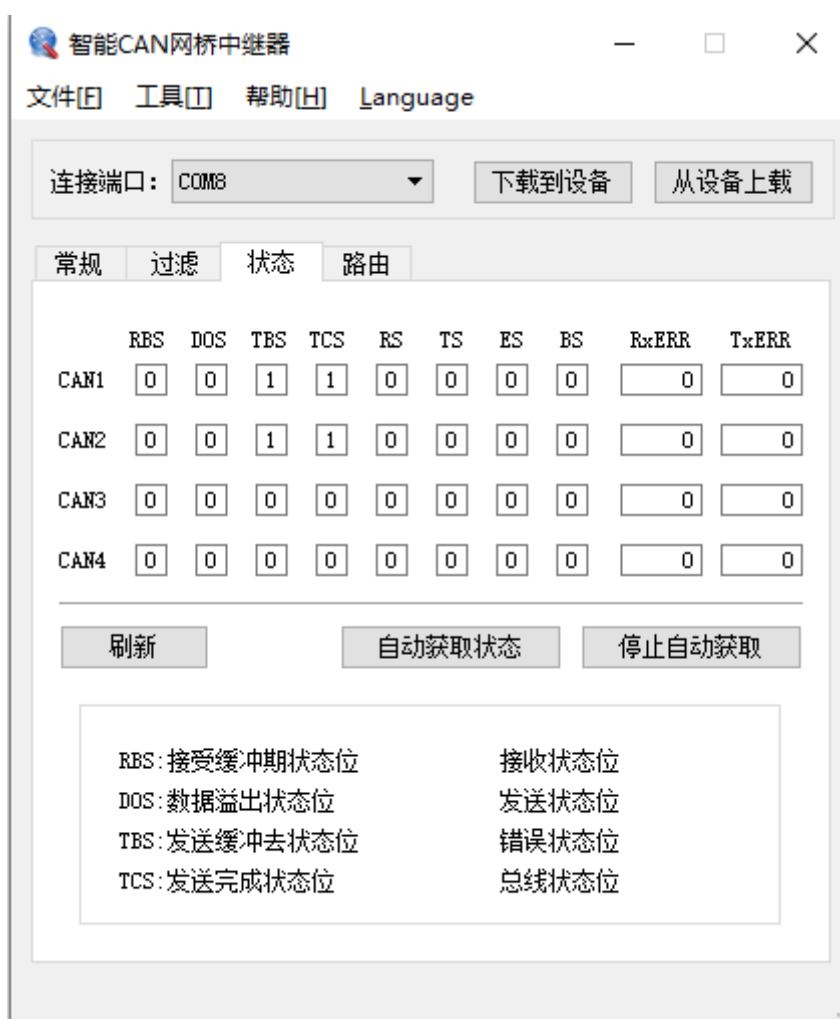 智能CAN网桥中继器
文件[F] 工具[T] 帮助[H] Language
连接端口: COM8 下载到设备 从设备上载
常规 过滤 状态 路由
RBS DOS TBS TCS RS TS ES BS RxERR TxERR
CAN1 0 0 1 1 0 0 0 0 0 0
CAN2 0 0 1 1 0 0 0 0 0 0
CAN3 0 0 0 0 0 0 0 0 0 0
CAN4 0 0 0 0 0 0 0 0 0 0
刷新 自动获取状态 停止自动获取
RBS:接受缓冲期状态位 接收状态位
DOS:数据溢出状态位 发送状态位
TBS:发送缓冲去状态位 错误状态位
TCS:发送完成状态位 总线状态位